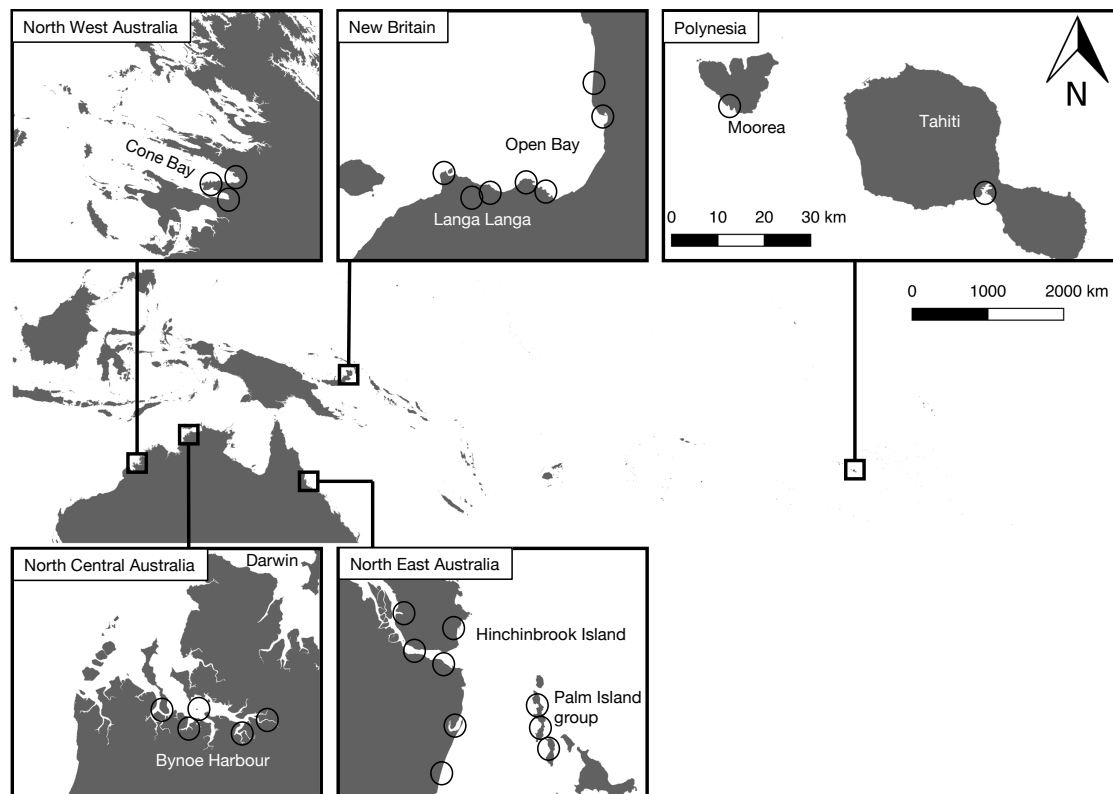 North West Australia
New Britain
Polynesia
N
Cone Bay
Open Bay
Langa Langa
Moorea
Tahiti
0 10 20 30 km
0 1000 2000 km
North Central Australia
Darwin
Bynoe Harbour
North East Australia
Hinchinbrook Island
Palm Island
group